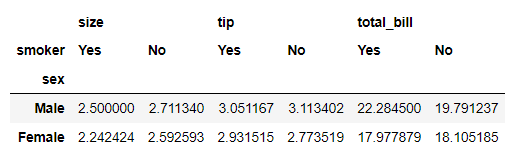 size tip total_bill
smoker Yes No Yes No Yes No
sex
Male 2.500000 2.711340 3.051167 3.113402 22.284500 19.791237
Female 2.242424 2.592593 2.931515 2.773519 17.977879 18.105185